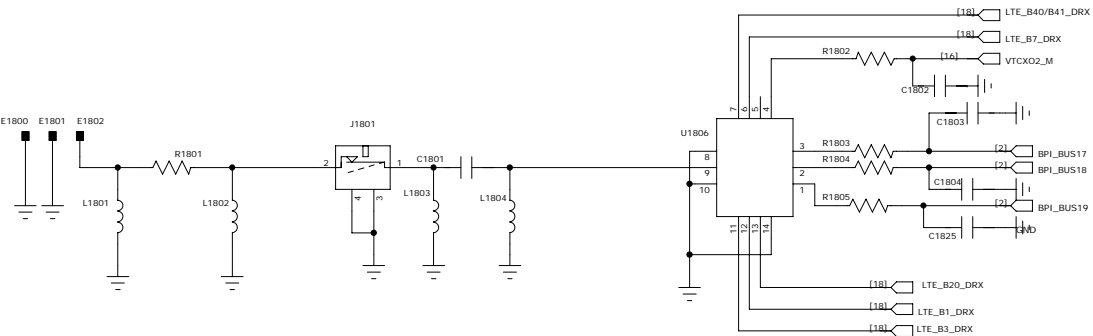 [18] LTE_B40/B41_DRX
[18] LTE_B7_DRX
R1802 [16] VTCXO2_M
C1802
7 6 5 4
C1803
E1800 E1801 E1802
J1801
U1806
R1801
2 1
C1801
8 3 R1803 [2] BPI_BUS17
9 2 R1804 [2] BPI_BUS18
10 1 R1805 [2] BPI_BUS19
C1804
L1801 L1802 4 3 L1803 L1804
C1825 GND
11 12 13 14
[18] LTE_B20_DRX
[18] LTE_B1_DRX
[18] LTE_B3_DRX